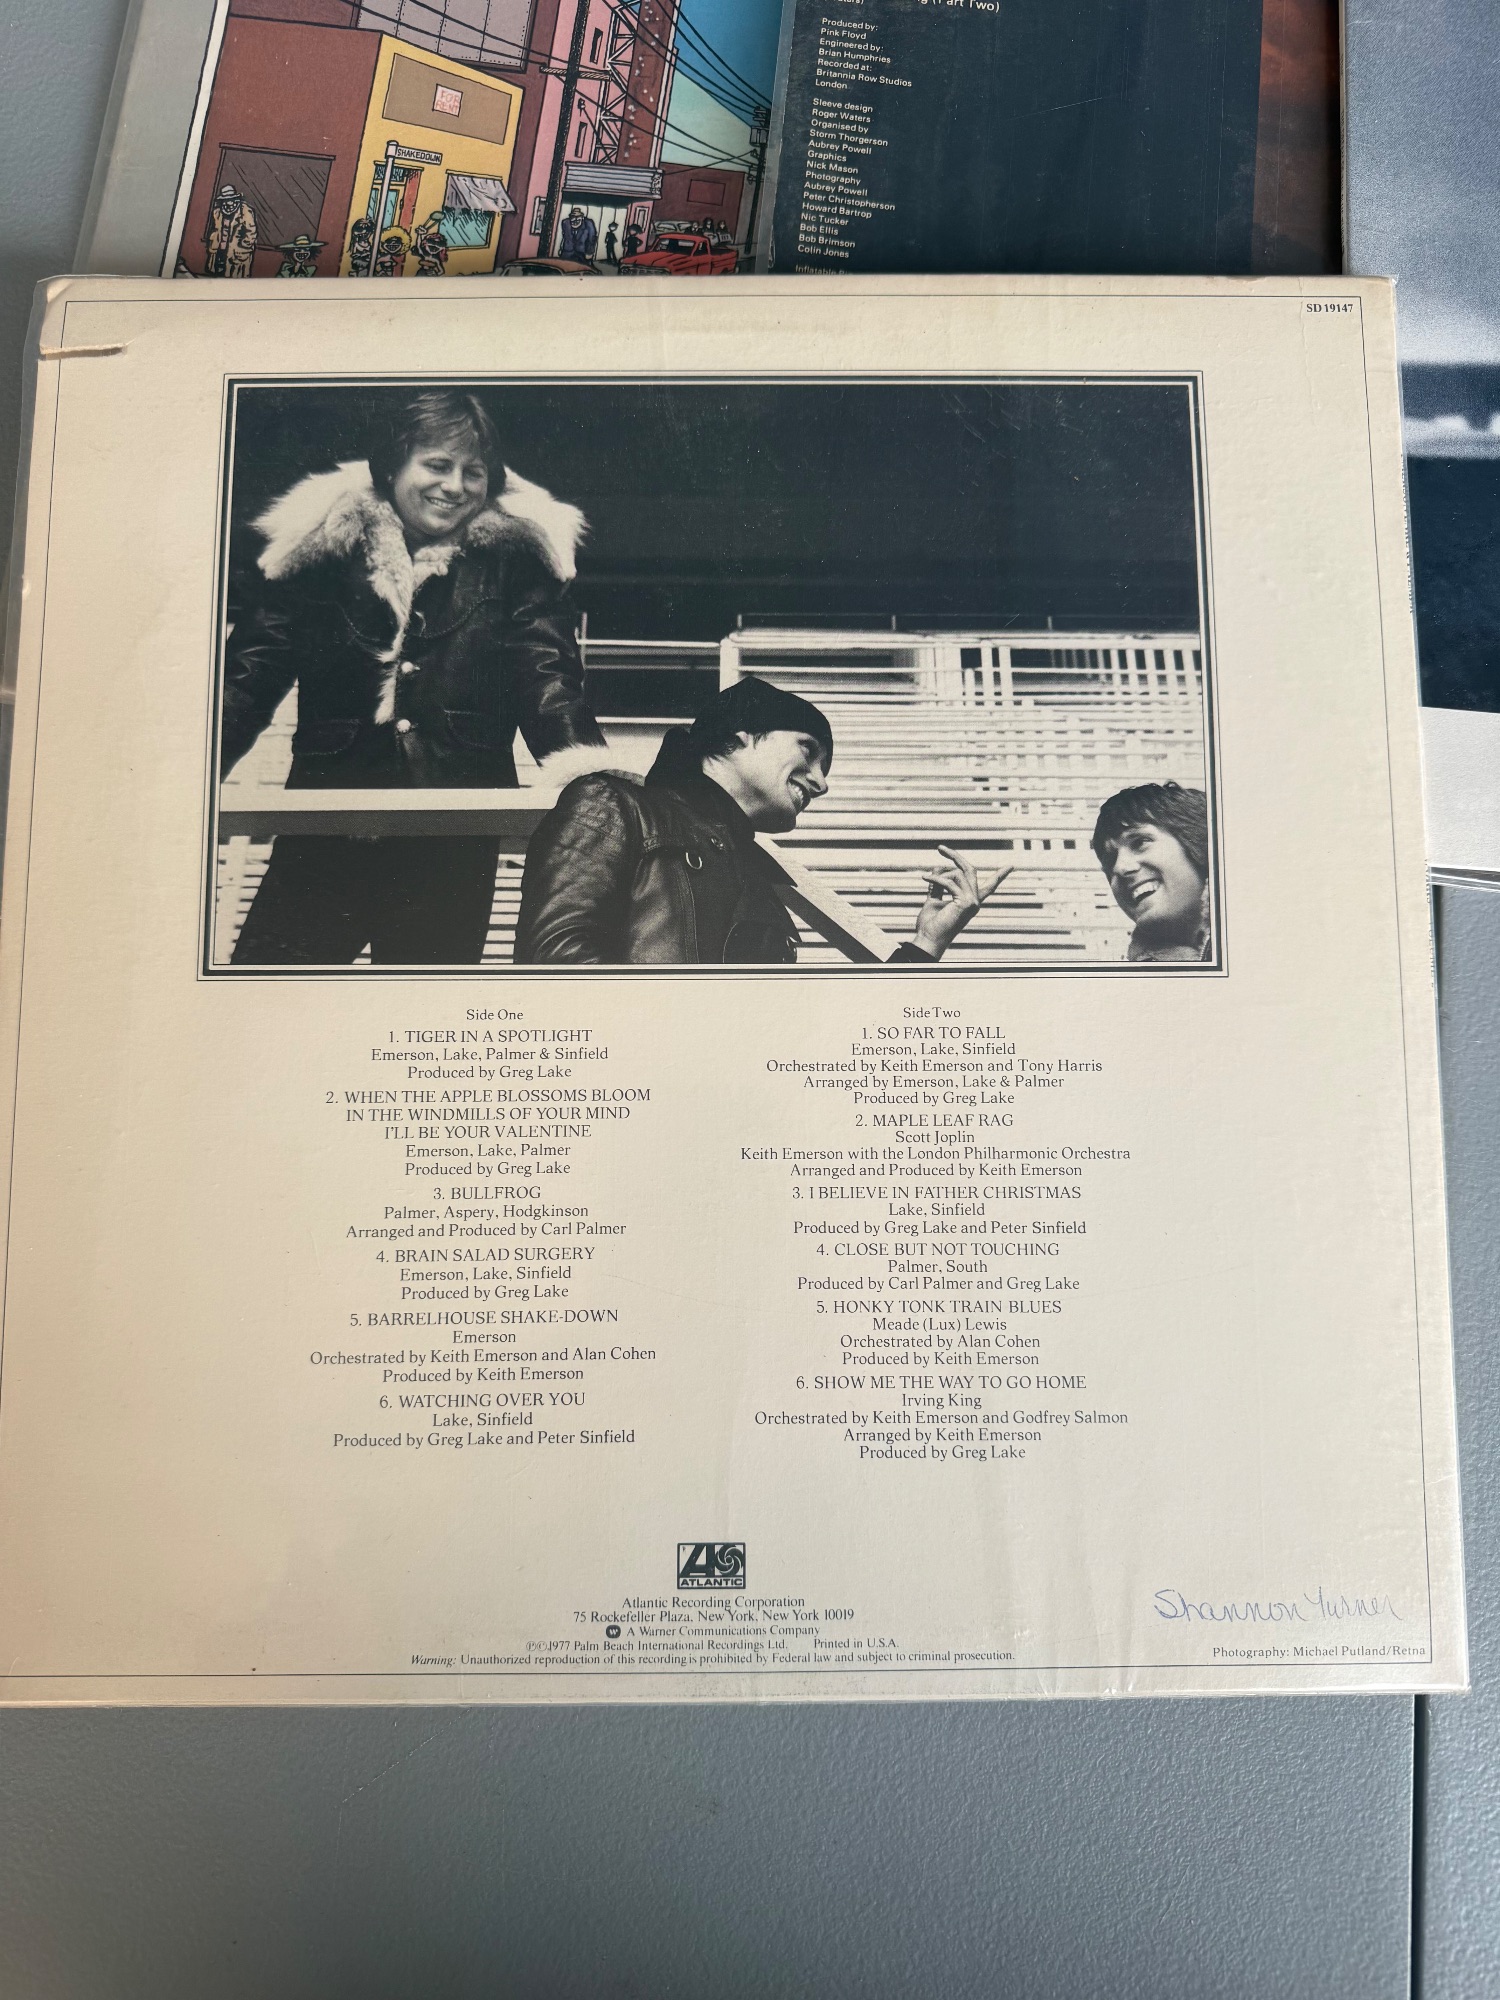 FOR RENT
SHAKEDOWN
(Part Two)
Produced by:
Pink Floyd
Engineered by:
Brian Humphries
Recorded at:
Britannia Row Studios
London
Sleeve design
Roger Waters
Organised by
Storm Thorgerson
Aubrey Powell
Graphics
Nick Mason
Photography
Aubrey Powell
Peter Christopherson
Howard Bartrop
Nic Tucker
Bob Ellis
Bob Brimson
Colin Jones
Inflatable
SD 19147
Side One
1. TIGER IN A SPOTLIGHT
Emerson, Lake, Palmer & Sinfield
Produced by Greg Lake
2. WHEN THE APPLE BLOSSOMS BLOOM
IN THE WINDMILLS OF YOUR MIND
I'LL BE YOUR VALENTINE
Emerson, Lake, Palmer
Produced by Greg Lake
3. BULLFROG
Palmer, Aspery, Hodgkinson
Arranged and Produced by Carl Palmer
4. BRAIN SALAD SURGERY
Emerson, Lake, Sinfield
Produced by Greg Lake
5. BARRELHOUSE SHAKE-DOWN
Emerson
Orchestrated by Keith Emerson and Alan Cohen
Produced by Keith Emerson
6. WATCHING OVER YOU
Lake, Sinfield
Produced by Greg Lake and Peter Sinfield
Side Two
1. SO FAR TO FALL
Emerson, Lake, Sinfield
Orchestrated by Keith Emerson and Tony Harris
Arranged by Emerson, Lake & Palmer
Produced by Greg Lake
2. MAPLE LEAF RAG
Scott Joplin
Keith Emerson with the London Philharmonic Orchestra
Arranged and Produced by Keith Emerson
3. I BELIEVE IN FATHER CHRISTMAS
Lake, Sinfield
Produced by Greg Lake and Peter Sinfield
4. CLOSE BUT NOT TOUCHING
Palmer, South
Produced by Carl Palmer and Greg Lake
5. HONKY TONK TRAIN BLUES
Meade (Lux) Lewis
Orchestrated by Alan Cohen
Produced by Keith Emerson
6. SHOW ME THE WAY TO GO HOME
Irving King
Orchestrated by Keith Emerson and Godfrey Salmon
Arranged by Keith Emerson
Produced by Greg Lake
ATLANTIC
Atlantic Recording Corporation
75 Rockefeller Plaza, New York, New York 10019
A Warner Communications Company
℗©1977 Palm Beach International Recordings Ltd. Printed in U.S.A.
Warning: Unauthorized reproduction of this recording is prohibited by Federal law and subject to criminal prosecution.
Shannon Turner
Photography: Michael Putland/Retna